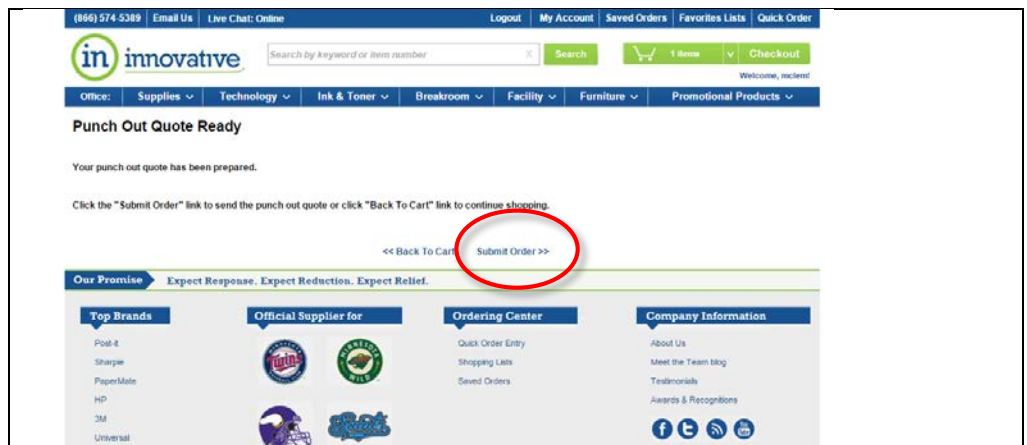 (866) 574-5389 Email Us Live Chat: Online Logout My Account Saved Orders Favorites Lists Quick Order
in innovative Search by keyword or item number X Search 1 items v Checkout
Welcome, mclem!
Office: Supplies Technology Ink & Toner Breakroom Facility Furniture Promotional Products
Punch Out Quote Ready
Your punch out quote has been prepared.
Click the "Submit Order" link to send the punch out quote or click "Back To Cart" link to continue shopping.
<< Back To Cart Submit Order >>
Our Promise Expect Response. Expect Reduction. Expect Relief.
Top Brands Official Supplier for Ordering Center Company Information
Post-it Quick Order Entry About Us
Sharpie Shopping Lists Meet the Team blog
PaperMate Saved Orders Testimonials
HP Awards & Recognitions
3M
Universal
Twins
MINNESOTA WILD